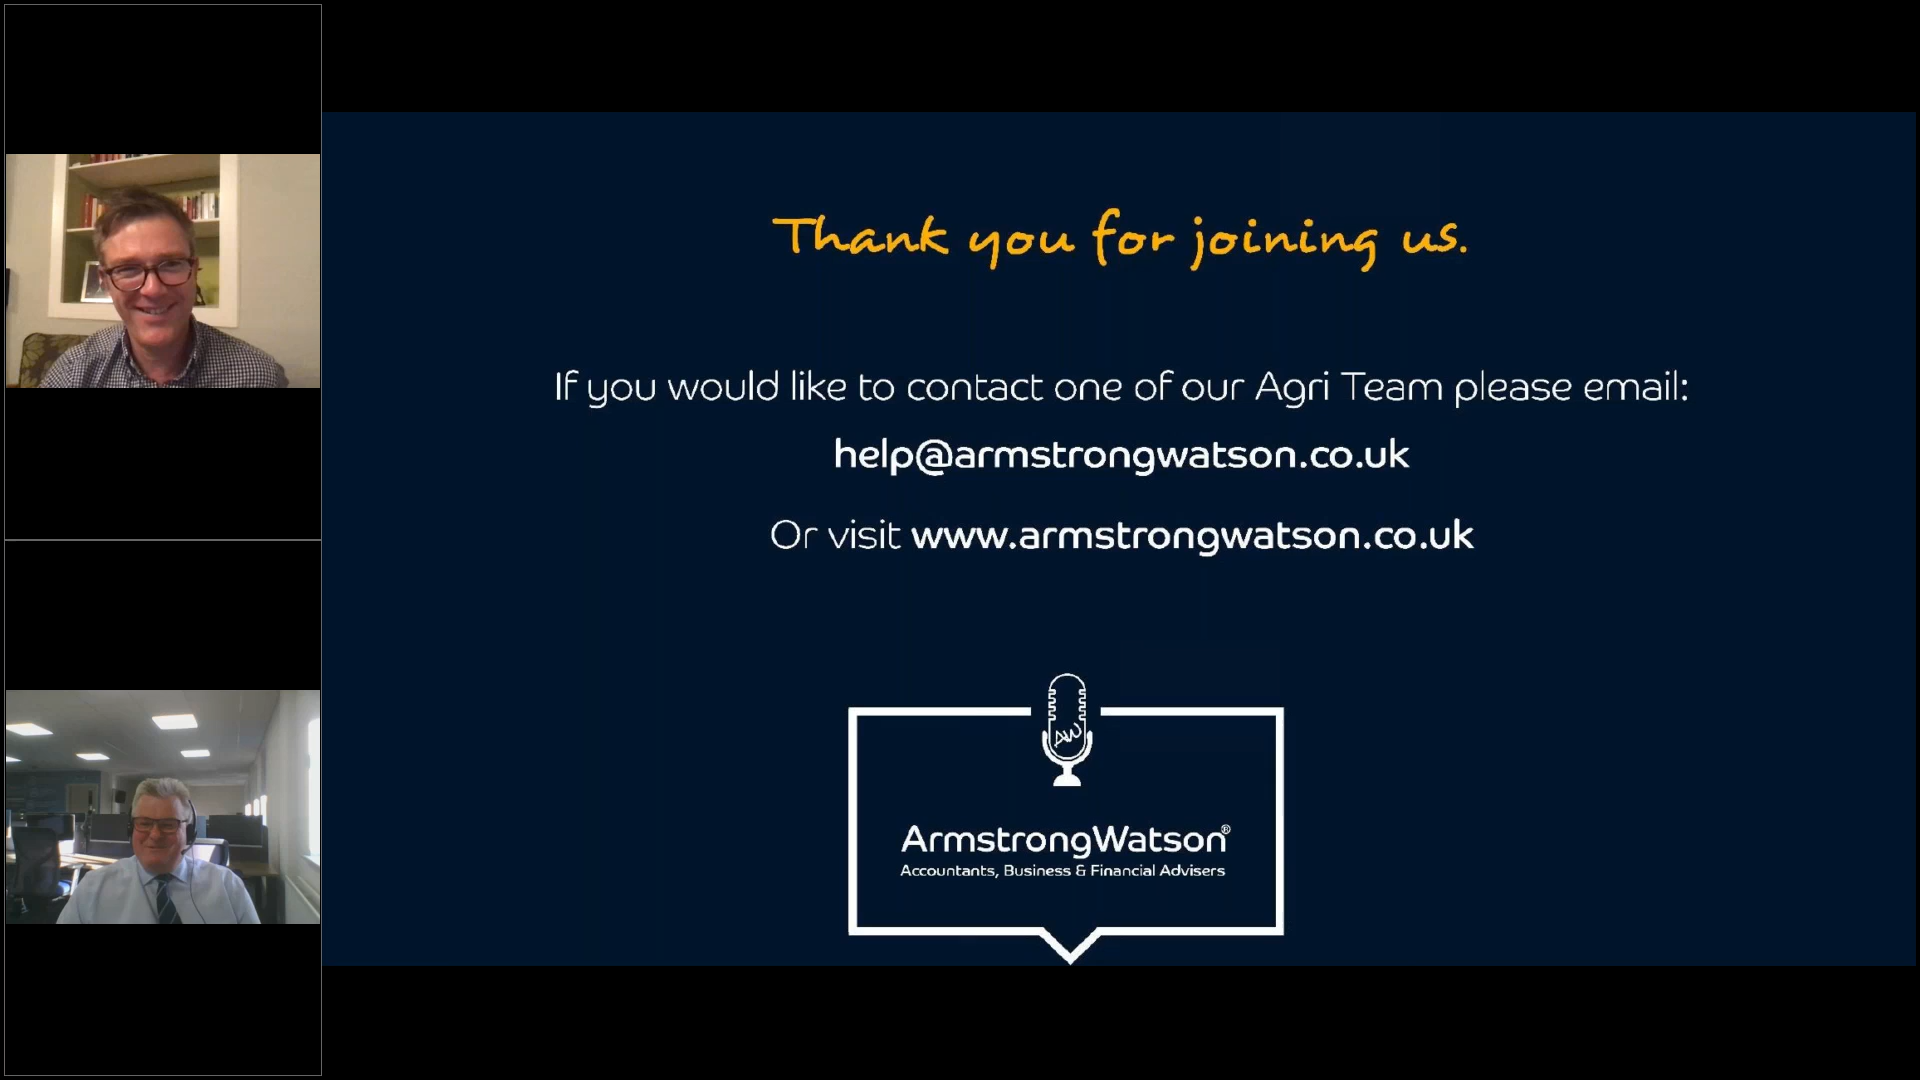 Thank you for joining us.
If you would like to contact one of our Agri Team please email:
help@armstrongwatson.co.uk
Or visit www.armstrongwatson.co.uk
AW
ArmstrongWatson®
Accountants, Business & Financial Advisers